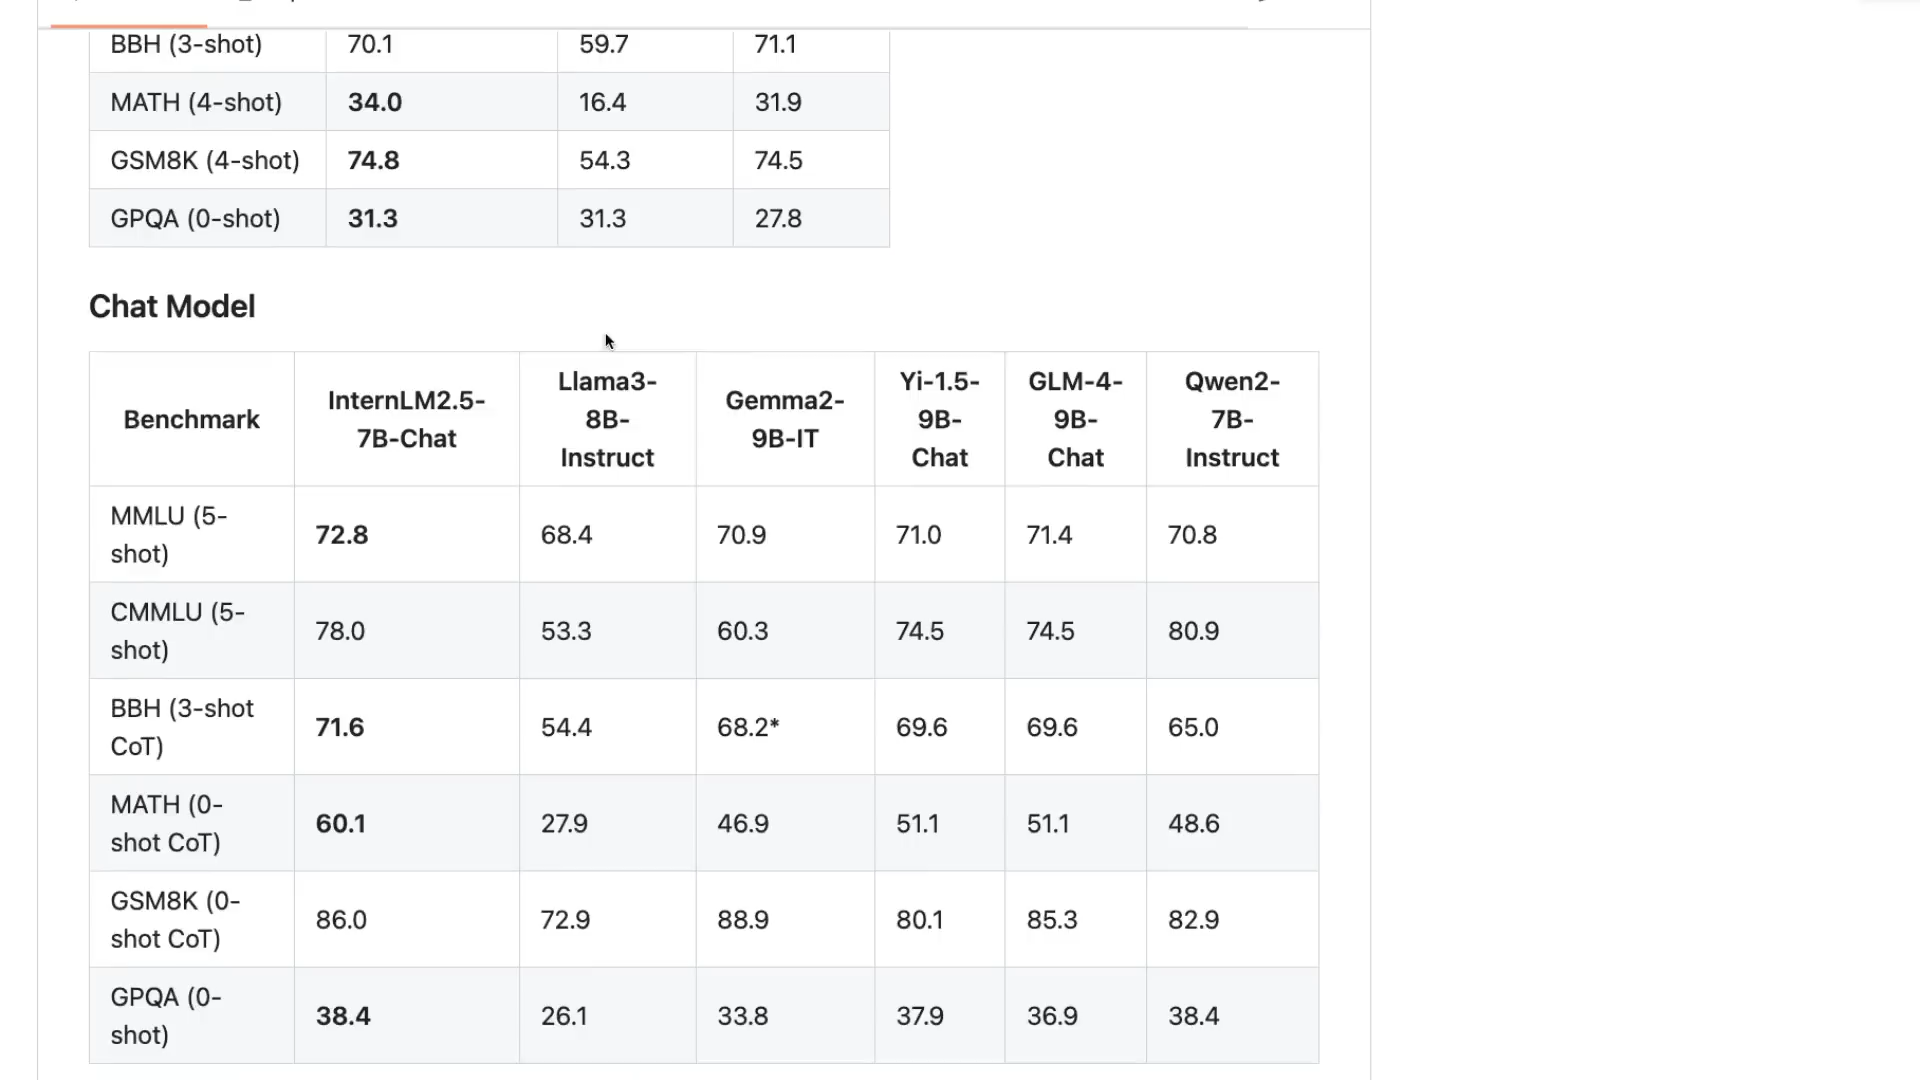 BBH (3-shot) 70.1 59.7 71.1
MATH (4-shot) 34.0 16.4 31.9
GSM8K (4-shot) 74.8 54.3 74.5
GPQA (0-shot) 31.3 31.3 27.8
Chat Model
Benchmark
InternLM2.5-
7B-Chat
Llama3-
8B-
Instruct
Gemma2-
9B-IT
Yi-1.5-
9B-
Chat
GLM-4-
9B-
Chat
Qwen2-
7B-
Instruct
MMLU (5-
shot)
72.8 68.4 70.9 71.0 71.4 70.8
CMMLU (5-
shot)
78.0 53.3 60.3 74.5 74.5 80.9
BBH (3-shot
CoT)
71.6 54.4 68.2* 69.6 69.6 65.0
MATH (0-
shot CoT)
60.1 27.9 46.9 51.1 51.1 48.6
GSM8K (0-
shot CoT)
86.0 72.9 88.9 80.1 85.3 82.9
GPQA (0-
shot)
38.4 26.1 33.8 37.9 36.9 38.4